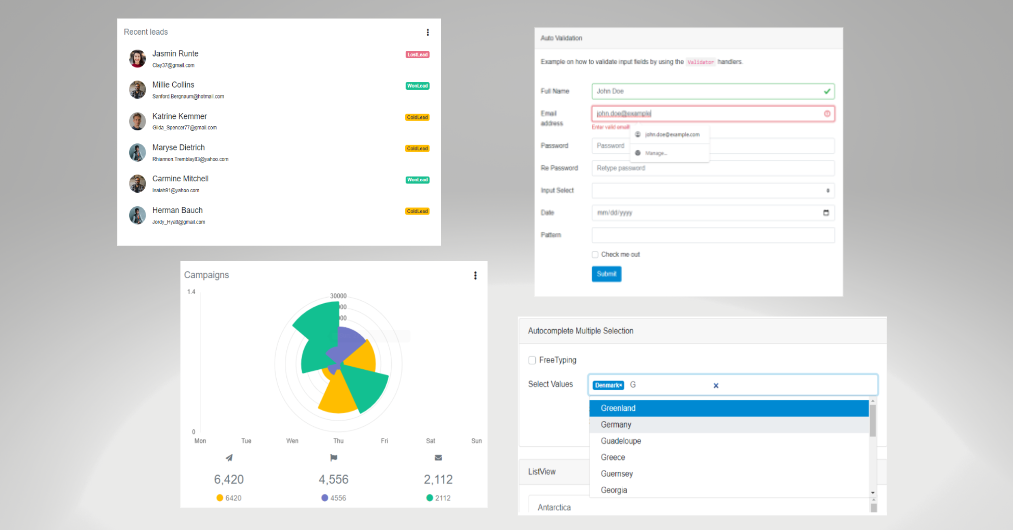 Recent leads
Jasmin Runte
Clay37@gmail.com
LostLead
Millie Collins
Sanford.Bergnaum@hotmail.com
WonLead
Katrine Kemmer
Gilda_Spencer77@gmail.com
ColdLead
Maryse Dietrich
Rhiannon.Tremblay83@yahoo.com
ColdLead
Carmine Mitchell
Isaiah91@yahoo.com
WonLead
Herman Bauch
Jordy_Hyatt@gmail.com
ColdLead
Campaigns
1.4
30000
0
Mon Tue Wen Thu Fri Sat Sun
6,420 4,556 2,112
6420 4556 2112
Auto Validation
Example on how to validate input fields by using the Validator handlers.
Full Name John Doe
Email address john.doe@example
Enter valid email!
john.doe@example.com
Manage...
Password Password
Re Password Retype password
Input Select
Date mm/dd/yyyy
Pattern
Check me out
Submit
Autocomplete Multiple Selection
FreeTyping
Select Values Denmark× G ×
Greenland
Germany
Guadeloupe
Greece
Guernsey
Georgia
ListView
Antarctica